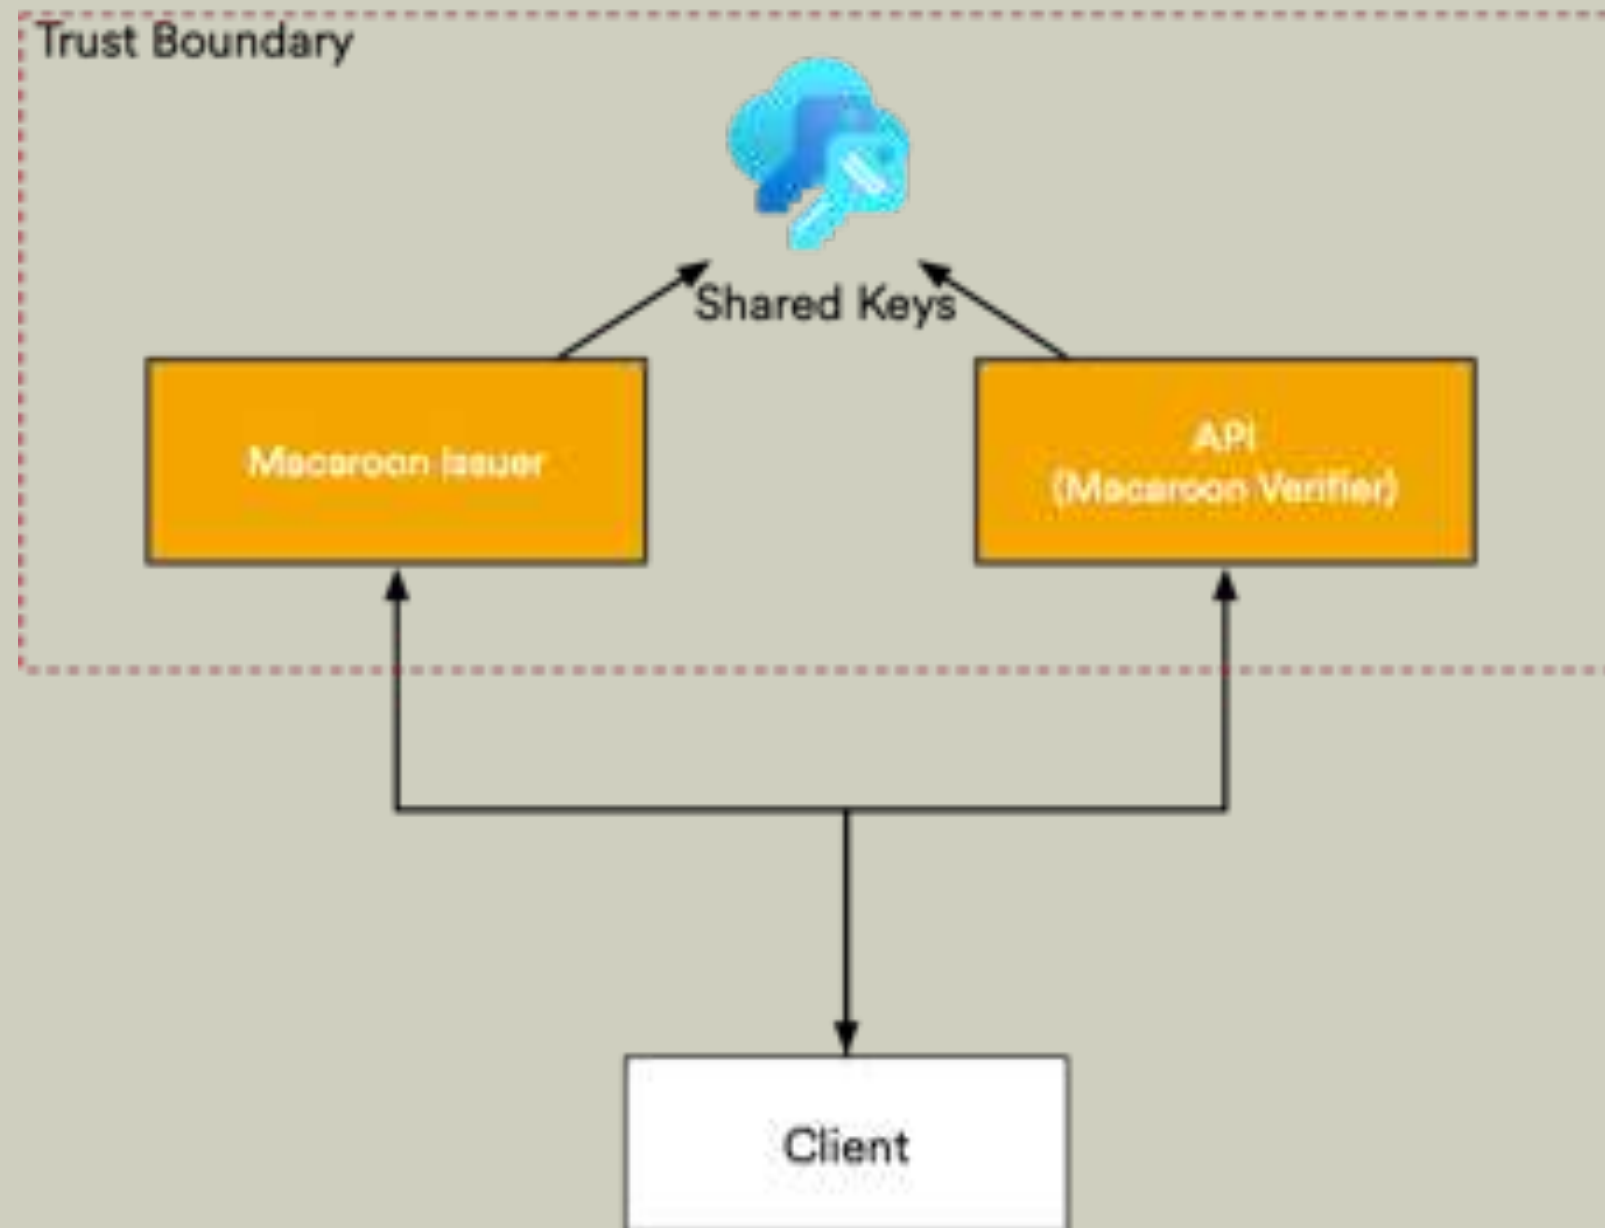 Trust Boundary
Shared Keys
Macaroon Issuer
API
(Macaroon Verifier)
Client